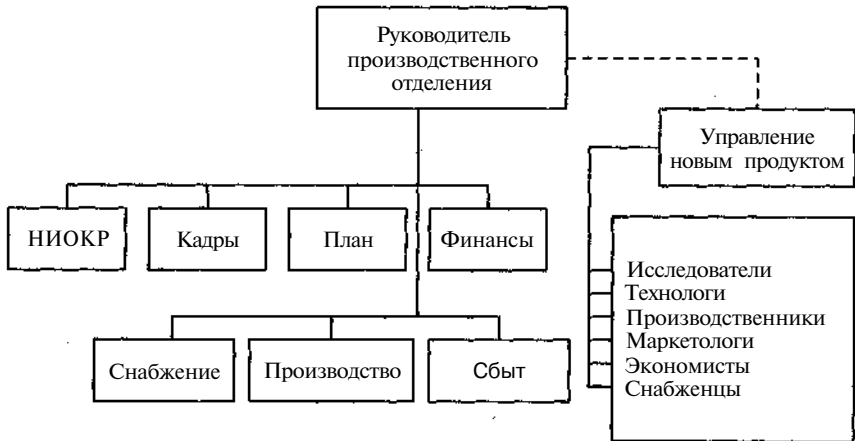 Руководитель
производственного
отделения
Управление
новым продуктом
НИОКР
Кадры
План
Финансы
Исследователи
Технологи
Производственники
Маркетологи
Экономисты
Снабженцы
Снабжение
Производство
Сбыт